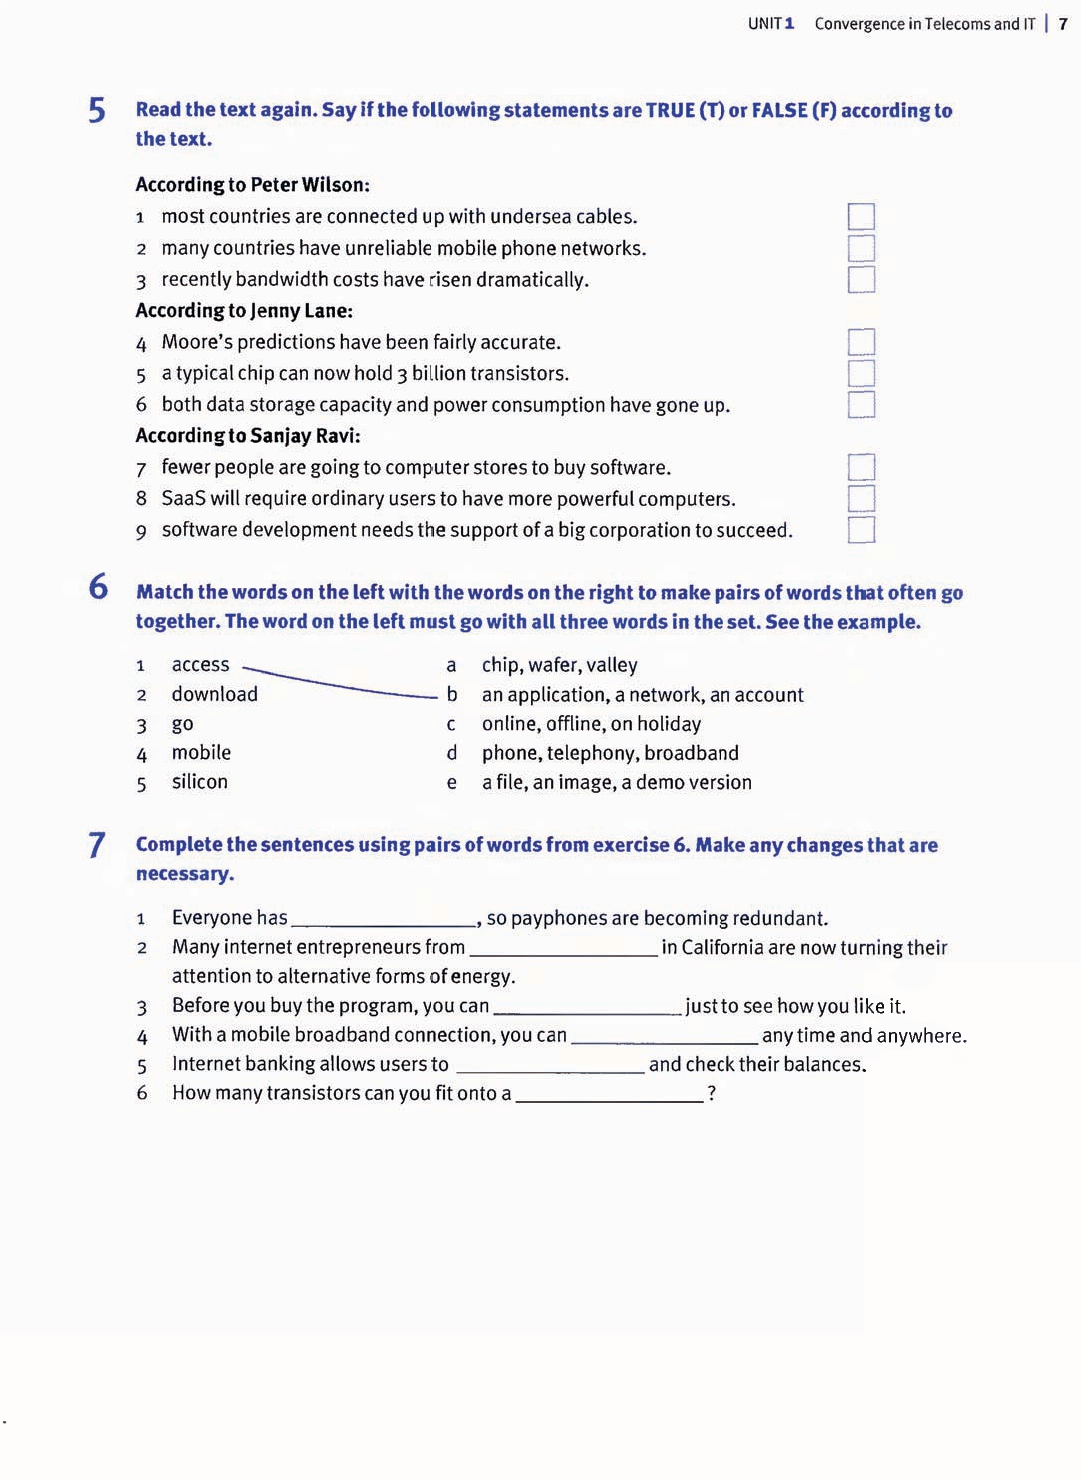 UNIT 1 Convergence in Telecoms and IT | 7
5 Read the text again. Say if the following statements are TRUE (T) or FALSE (F) according to
the text.
According to Peter Wilson:
1 most countries are connected up with undersea cables.
2 many countries have unreliable mobile phone networks.
3 recently bandwidth costs have risen dramatically.
According to Jenny Lane:
4 Moore's predictions have been fairly accurate.
5 a typical chip can now hold 3 billion transistors.
6 both data storage capacity and power consumption have gone up.
According to Sanjay Ravi:
7 fewer people are going to computer stores to buy software.
8 SaaS will require ordinary users to have more powerful computers.
9 software development needs the support of a big corporation to succeed.
6 Match the words on the left with the words on the right to make pairs of words that often go
together. The word on the left must go with all three words in the set. See the example.
1 access a chip, wafer, valley
2 download b an application, a network, an account
3 go c online, offline, on holiday
4 mobile d phone, telephony, broadband
5 silicon e a file, an image, a demo version
7 Complete the sentences using pairs of words from exercise 6. Make any changes that are
necessary.
1 Everyone has ________________, so payphones are becoming redundant.
2 Many internet entrepreneurs from ________________ in California are now turning their
attention to alternative forms of energy.
3 Before you buy the program, you can ________________ just to see how you like it.
4 With a mobile broadband connection, you can ________________ any time and anywhere.
5 Internet banking allows users to ________________ and check their balances.
6 How many transistors can you fit onto a ________________ ?